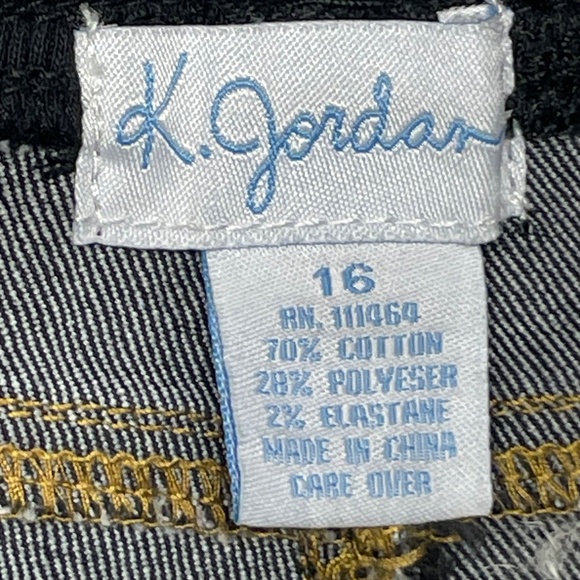 K. Jordan
16
RN. 111464
70% COTTON
28% POLYESER
2% ELASTANE
MADE IN CHINA
CARE OVER